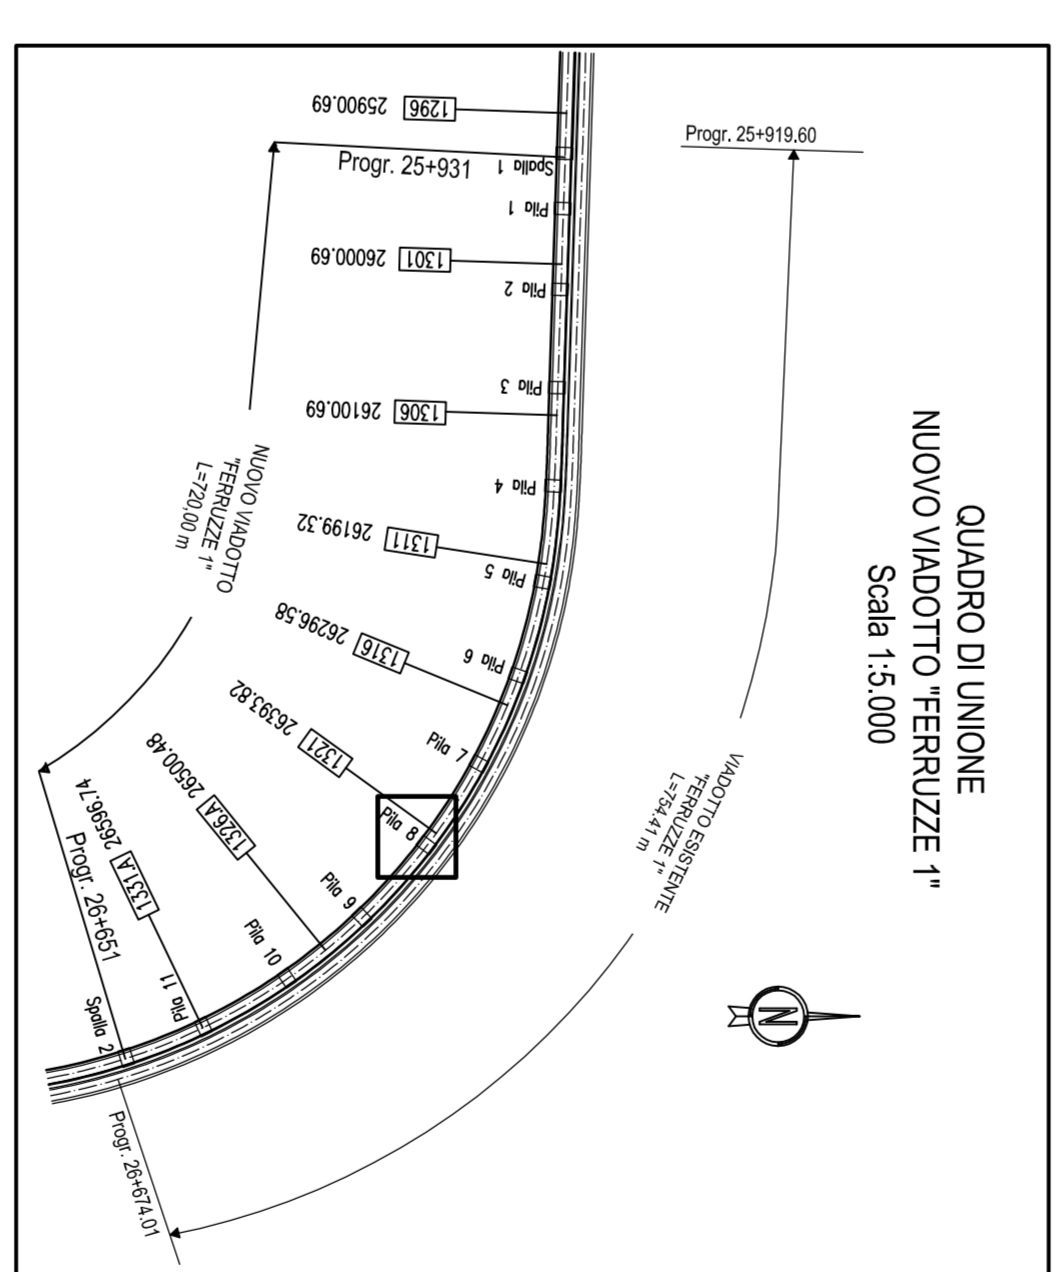 QUADRO DI UNIONE
NUOVO VIADOTTO "FERRUZZE 1"
Scala 1:5.000
Progr. 25+919.60
1296 25900.69
Spalla 1
Progr. 25+931
Pila 1
1301 26000.69
Pila 2
Pila 3
1306 26100.69
Pila 4
1311 26199.32
Pila 5
1316 26296.58
Pila 6
1321 26393.82
Pila 7
Pila 8
1326.A 26500.48
Pila 9
Pila 10
1331.A 26596.74
Pila 11
Progr. 26+651
Spalla 2
NUOVO VIADOTTO
"FERRUZZE 1"
L=720,00 m
VIADOTTO ESISTENTE
"FERRUZZE 1"
L=754.41 m
Progr. 26+674.01
N